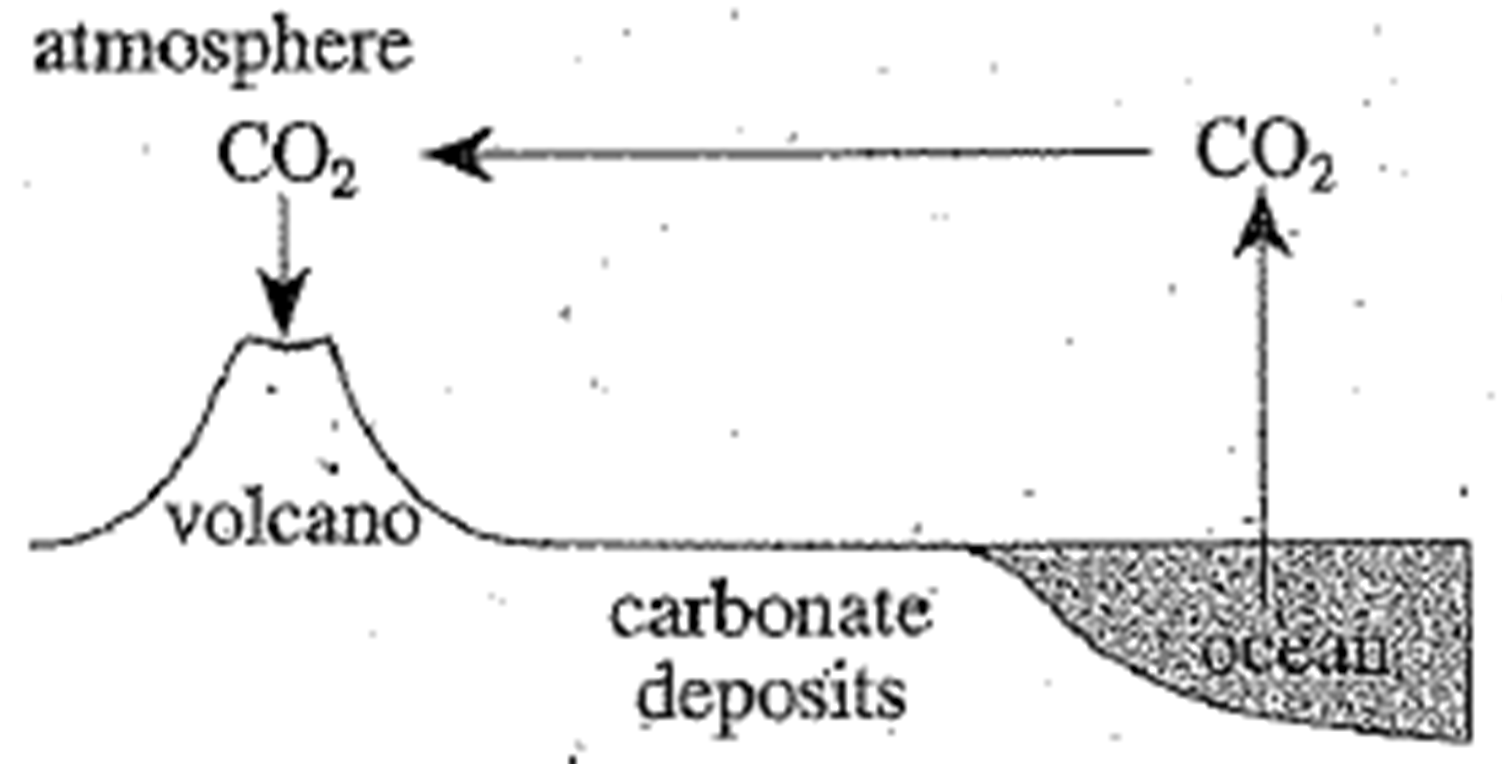 atmosphere
CO₂
CO₂
volcano
carbonate
deposits
ocean